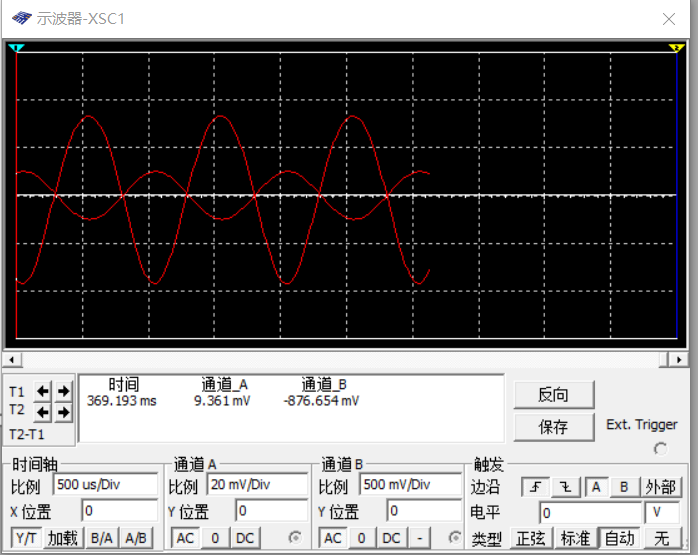 示波器-XSC1
T1
T2
T2-T1
时间 通道_A 通道_B
369.193 ms 9.361 mV -876.654 mV
反向
保存
Ext. Trigger
时间轴
比例 500 us/Div
X 位置 0
Y/T 加载 B/A A/B
通道 A
比例 20 mV/Div
Y 位置 0
AC 0 DC
通道 B
比例 500 mV/Div
Y 位置 0
AC 0 DC -
触发
边沿 A B 外部
电平 0 V
类型 正弦 标准 自动 无